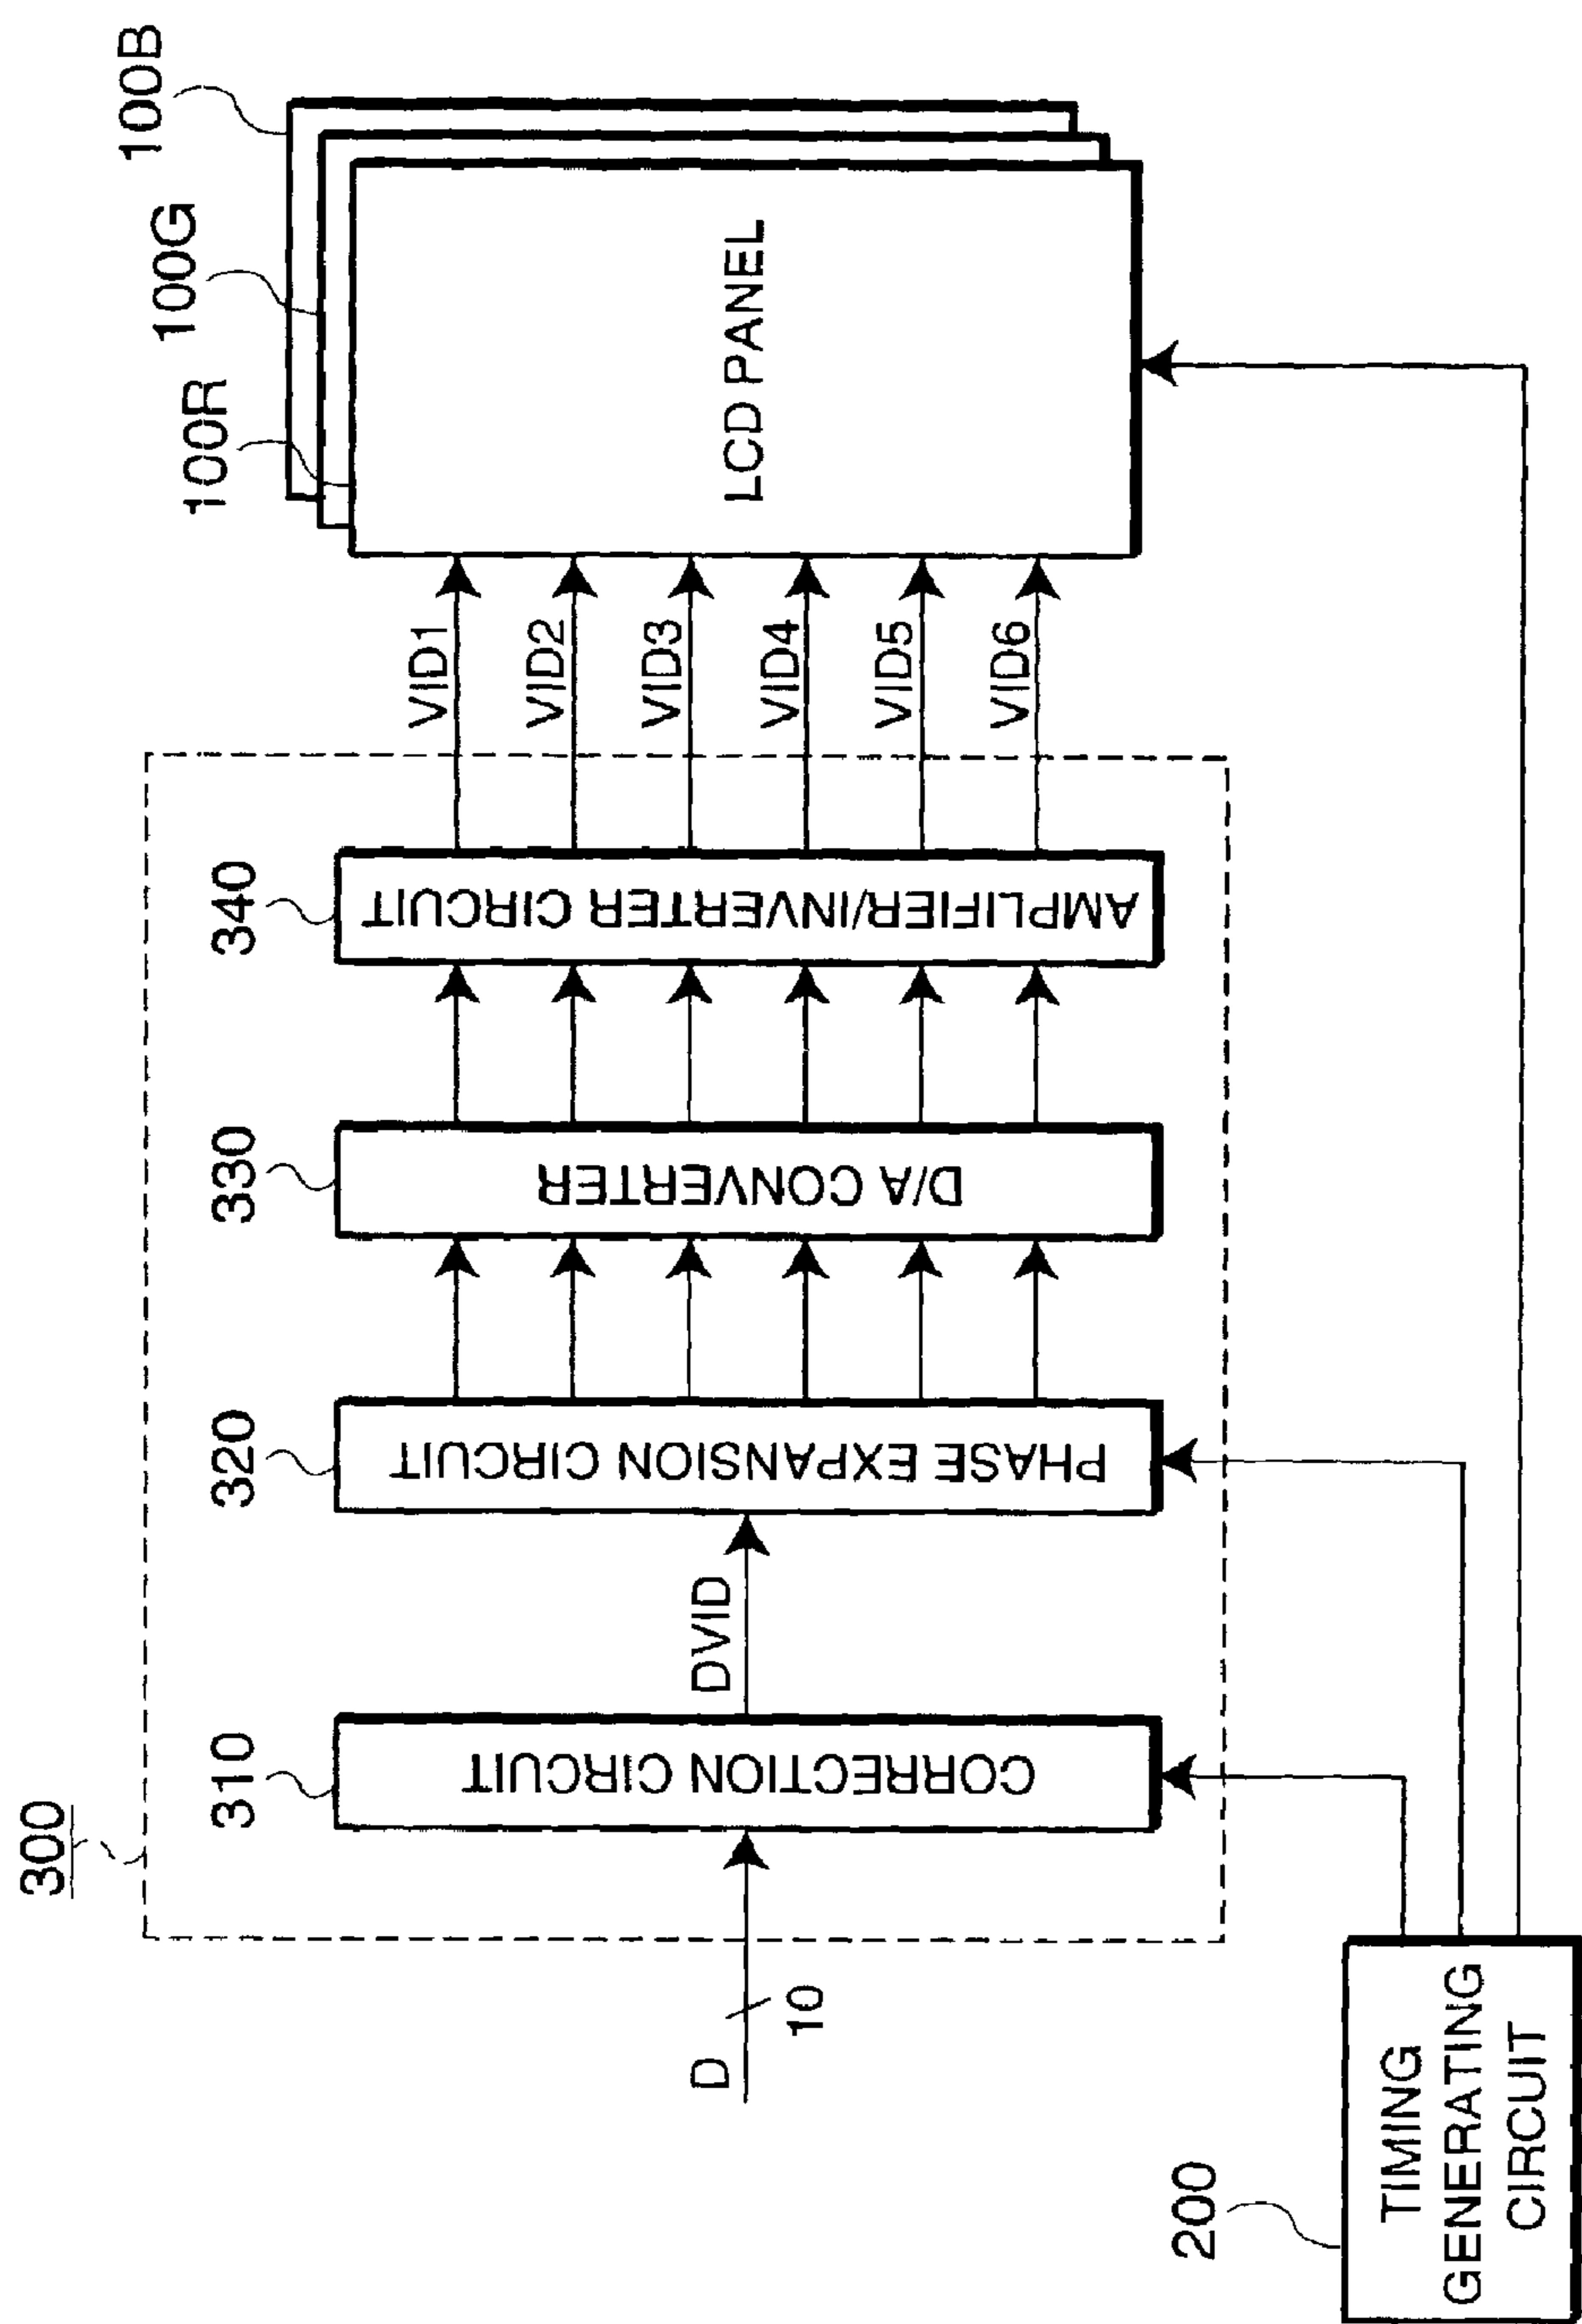 100B
100G
100R
LCD PANEL
VID1
VID2
VID3
VID4
VID5
VID6
340
AMPLIFIER/INVERTER CIRCUIT
330
D/A CONVERTER
320
PHASE EXPANSION CIRCUIT
DVID
310
CORRECTION CIRCUIT
300
D
10
200
TIMING
GENERATING
CIRCUIT